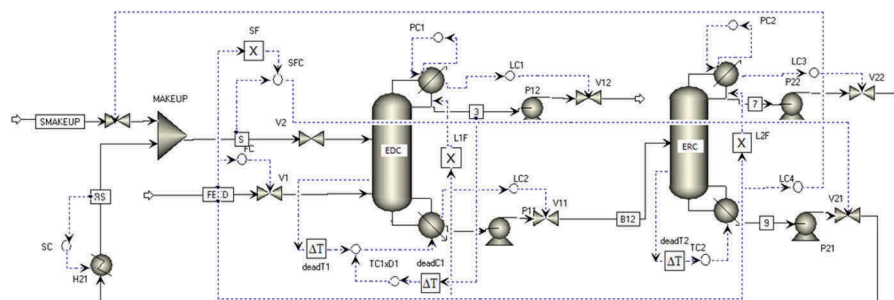 PC1
PC2
SF
X
SFC
LC1
P12
V12
LC3
P22
V22
MAKEUP
SMAKEUP
S
V2
3
7
FC
L1F
X
EDC
L2F
X
ERC
V1
FEED
RS
LC2
P11
V11
B12
LC4
V21
9
P21
SC
H21
ΔT
deadT1
TC1xD1
deadC1
ΔT
deadT2
ΔT
TC2